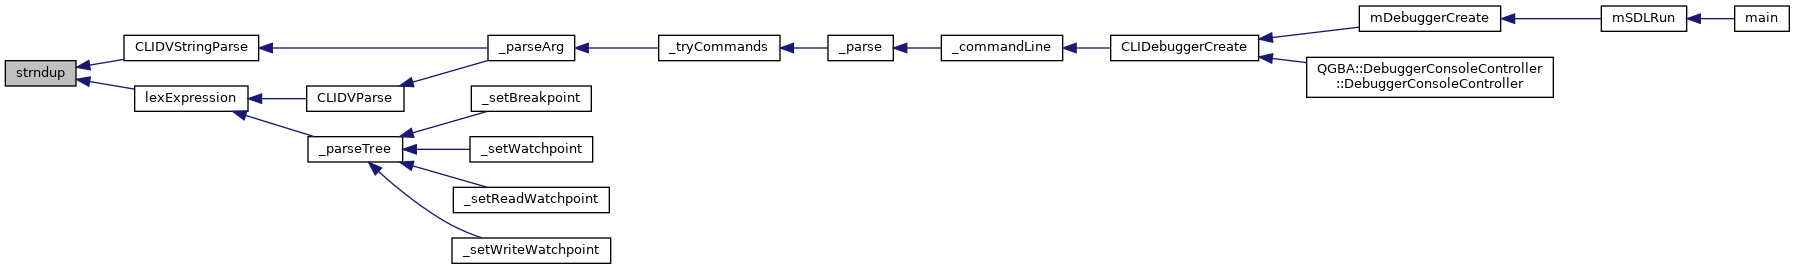 strndup
CLIDVStringParse
lexExpression
CLIDVParse
_parseTree
_parseArg
_setBreakpoint
_setWatchpoint
_setReadWatchpoint
_setWriteWatchpoint
_tryCommands
_parse
_commandLine
CLIDebuggerCreate
mDebuggerCreate
QGBA::DebuggerConsoleController
::DebuggerConsoleController
mSDLRun
main